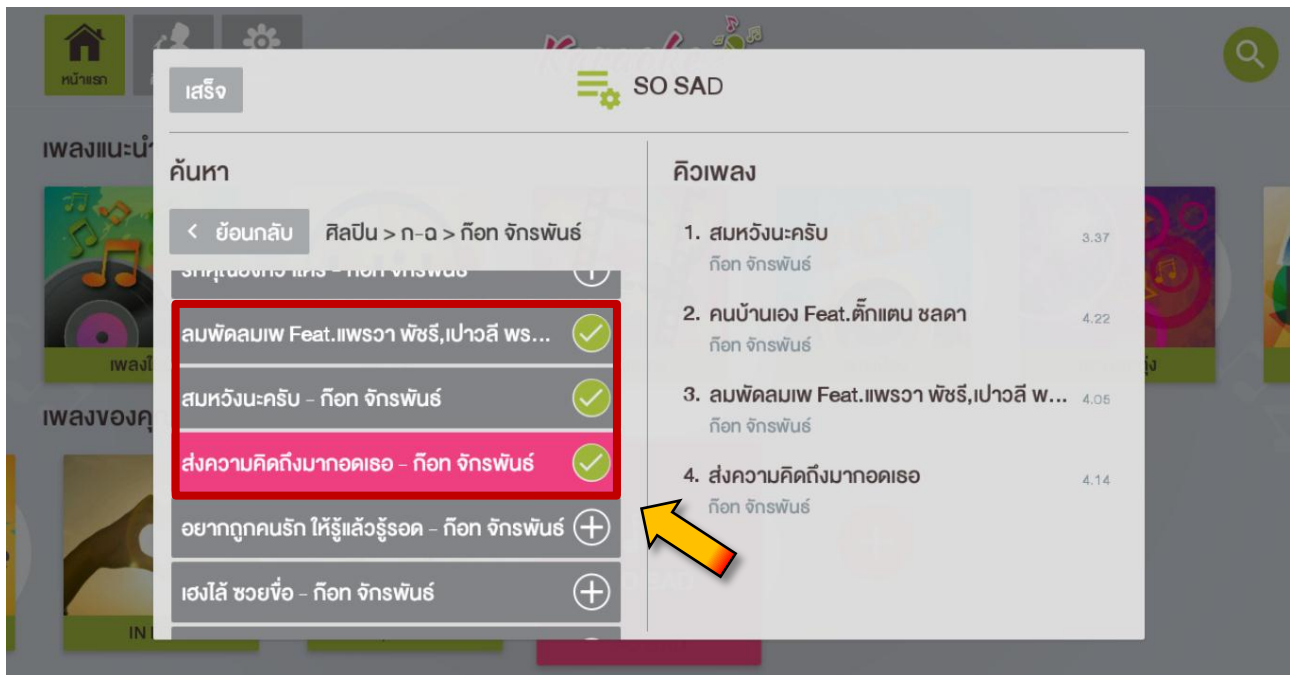 หน้าแรก
Karaoke
เสร็จ
SO SAD
เพลงแนะนำ
ค้นหา
คิวเพลง
< ย้อนกลับ
ศิลปิน > ก-ฉ > ก๊อท จักรพันธ์
1. สมหวังนะครับ 3.37
ก๊อท จักรพันธ์
2. คนบ้านเอง Feat.ตั๊กแตน ชลดา 4.22
ก๊อท จักรพันธ์
3. ลมพัดลมเพ Feat.แพรวา พัชรี,เปาวลี พ... 4.05
ก๊อท จักรพันธ์
4. ส่งความคิดถึงมากอดเธอ 4.14
ก๊อท จักรพันธ์
ลมพัดลมเพ Feat.แพรวา พัชรี,เปาวลี พร...
สมหวังนะครับ - ก๊อท จักรพันธ์
ส่งความคิดถึงมากอดเธอ - ก๊อท จักรพันธ์
อยากถูกคนรัก ให้รู้แล้วรู้รอด - ก๊อท จักรพันธ์
เฮงไล้ ซวยขื่อ - ก๊อท จักรพันธ์
เพลงของคุ
IN